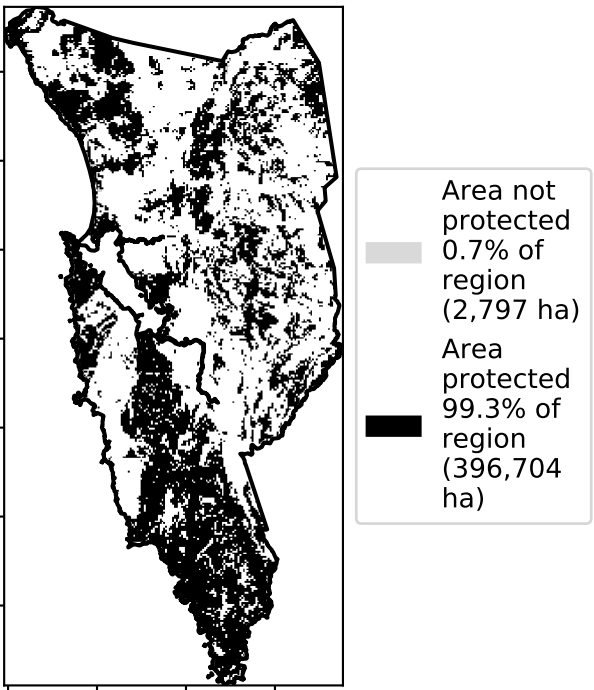 Area not
protected
0.7% of
region
(2,797 ha)
Area
protected
99.3% of
region
(396,704
ha)